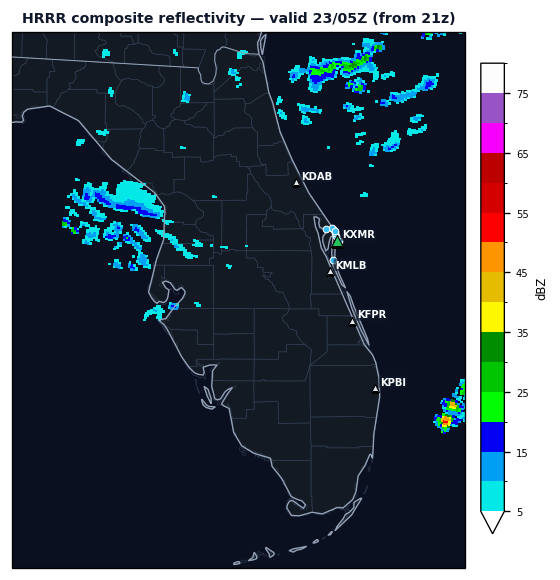 HRRR composite reflectivity — valid 23/05Z (from 21z)
KDAB
KXMR
KMLB
KFPR
KPBI
75
65
55
45
35
25
15
5
dBZ